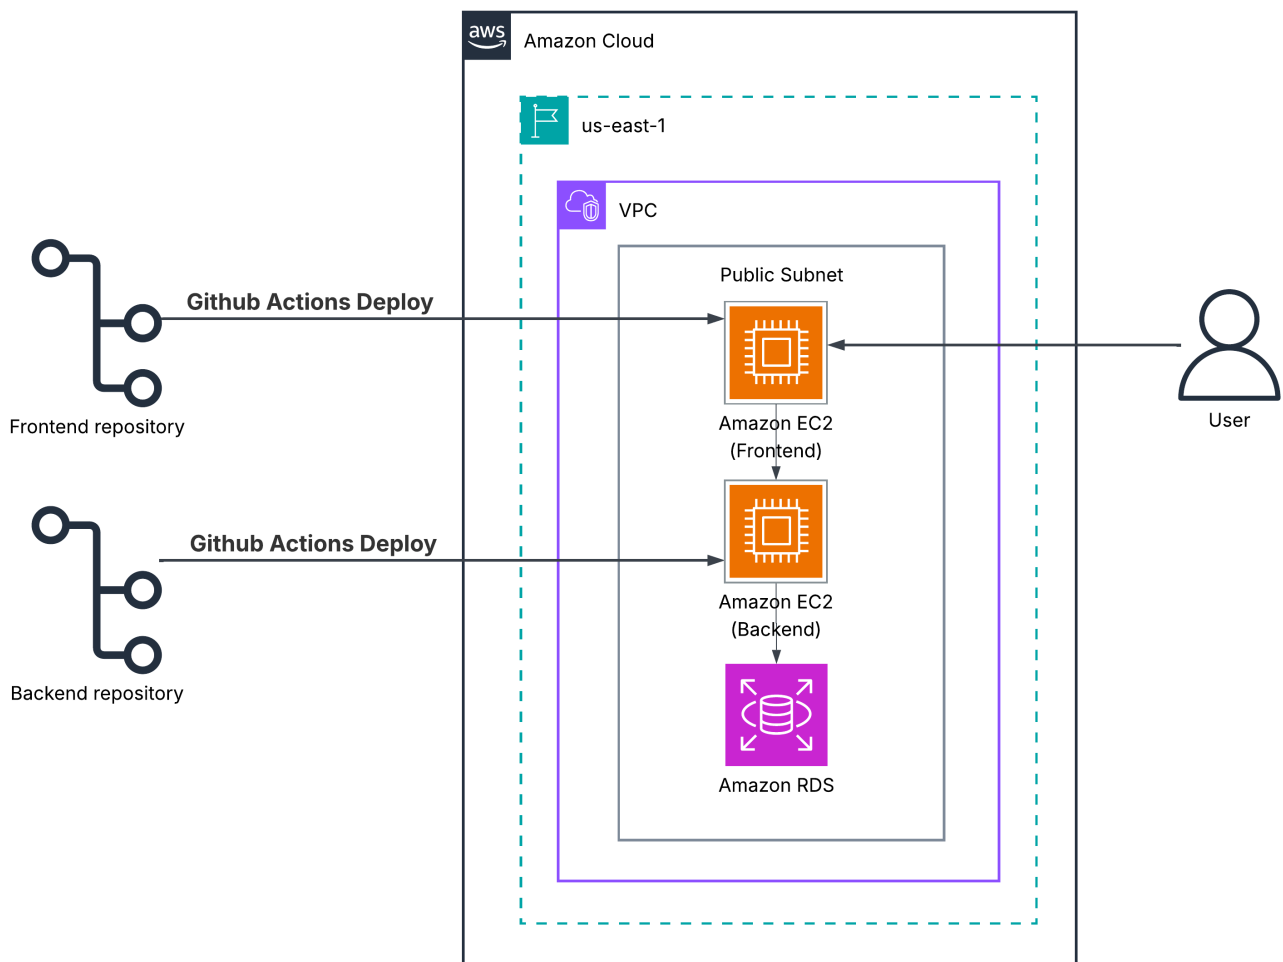 aws
Amazon Cloud
us-east-1
VPC
Public Subnet
Github Actions Deploy
Amazon EC2
(Frontend)
Frontend repository
User
Github Actions Deploy
Amazon EC2
(Backend)
Backend repository
Amazon RDS